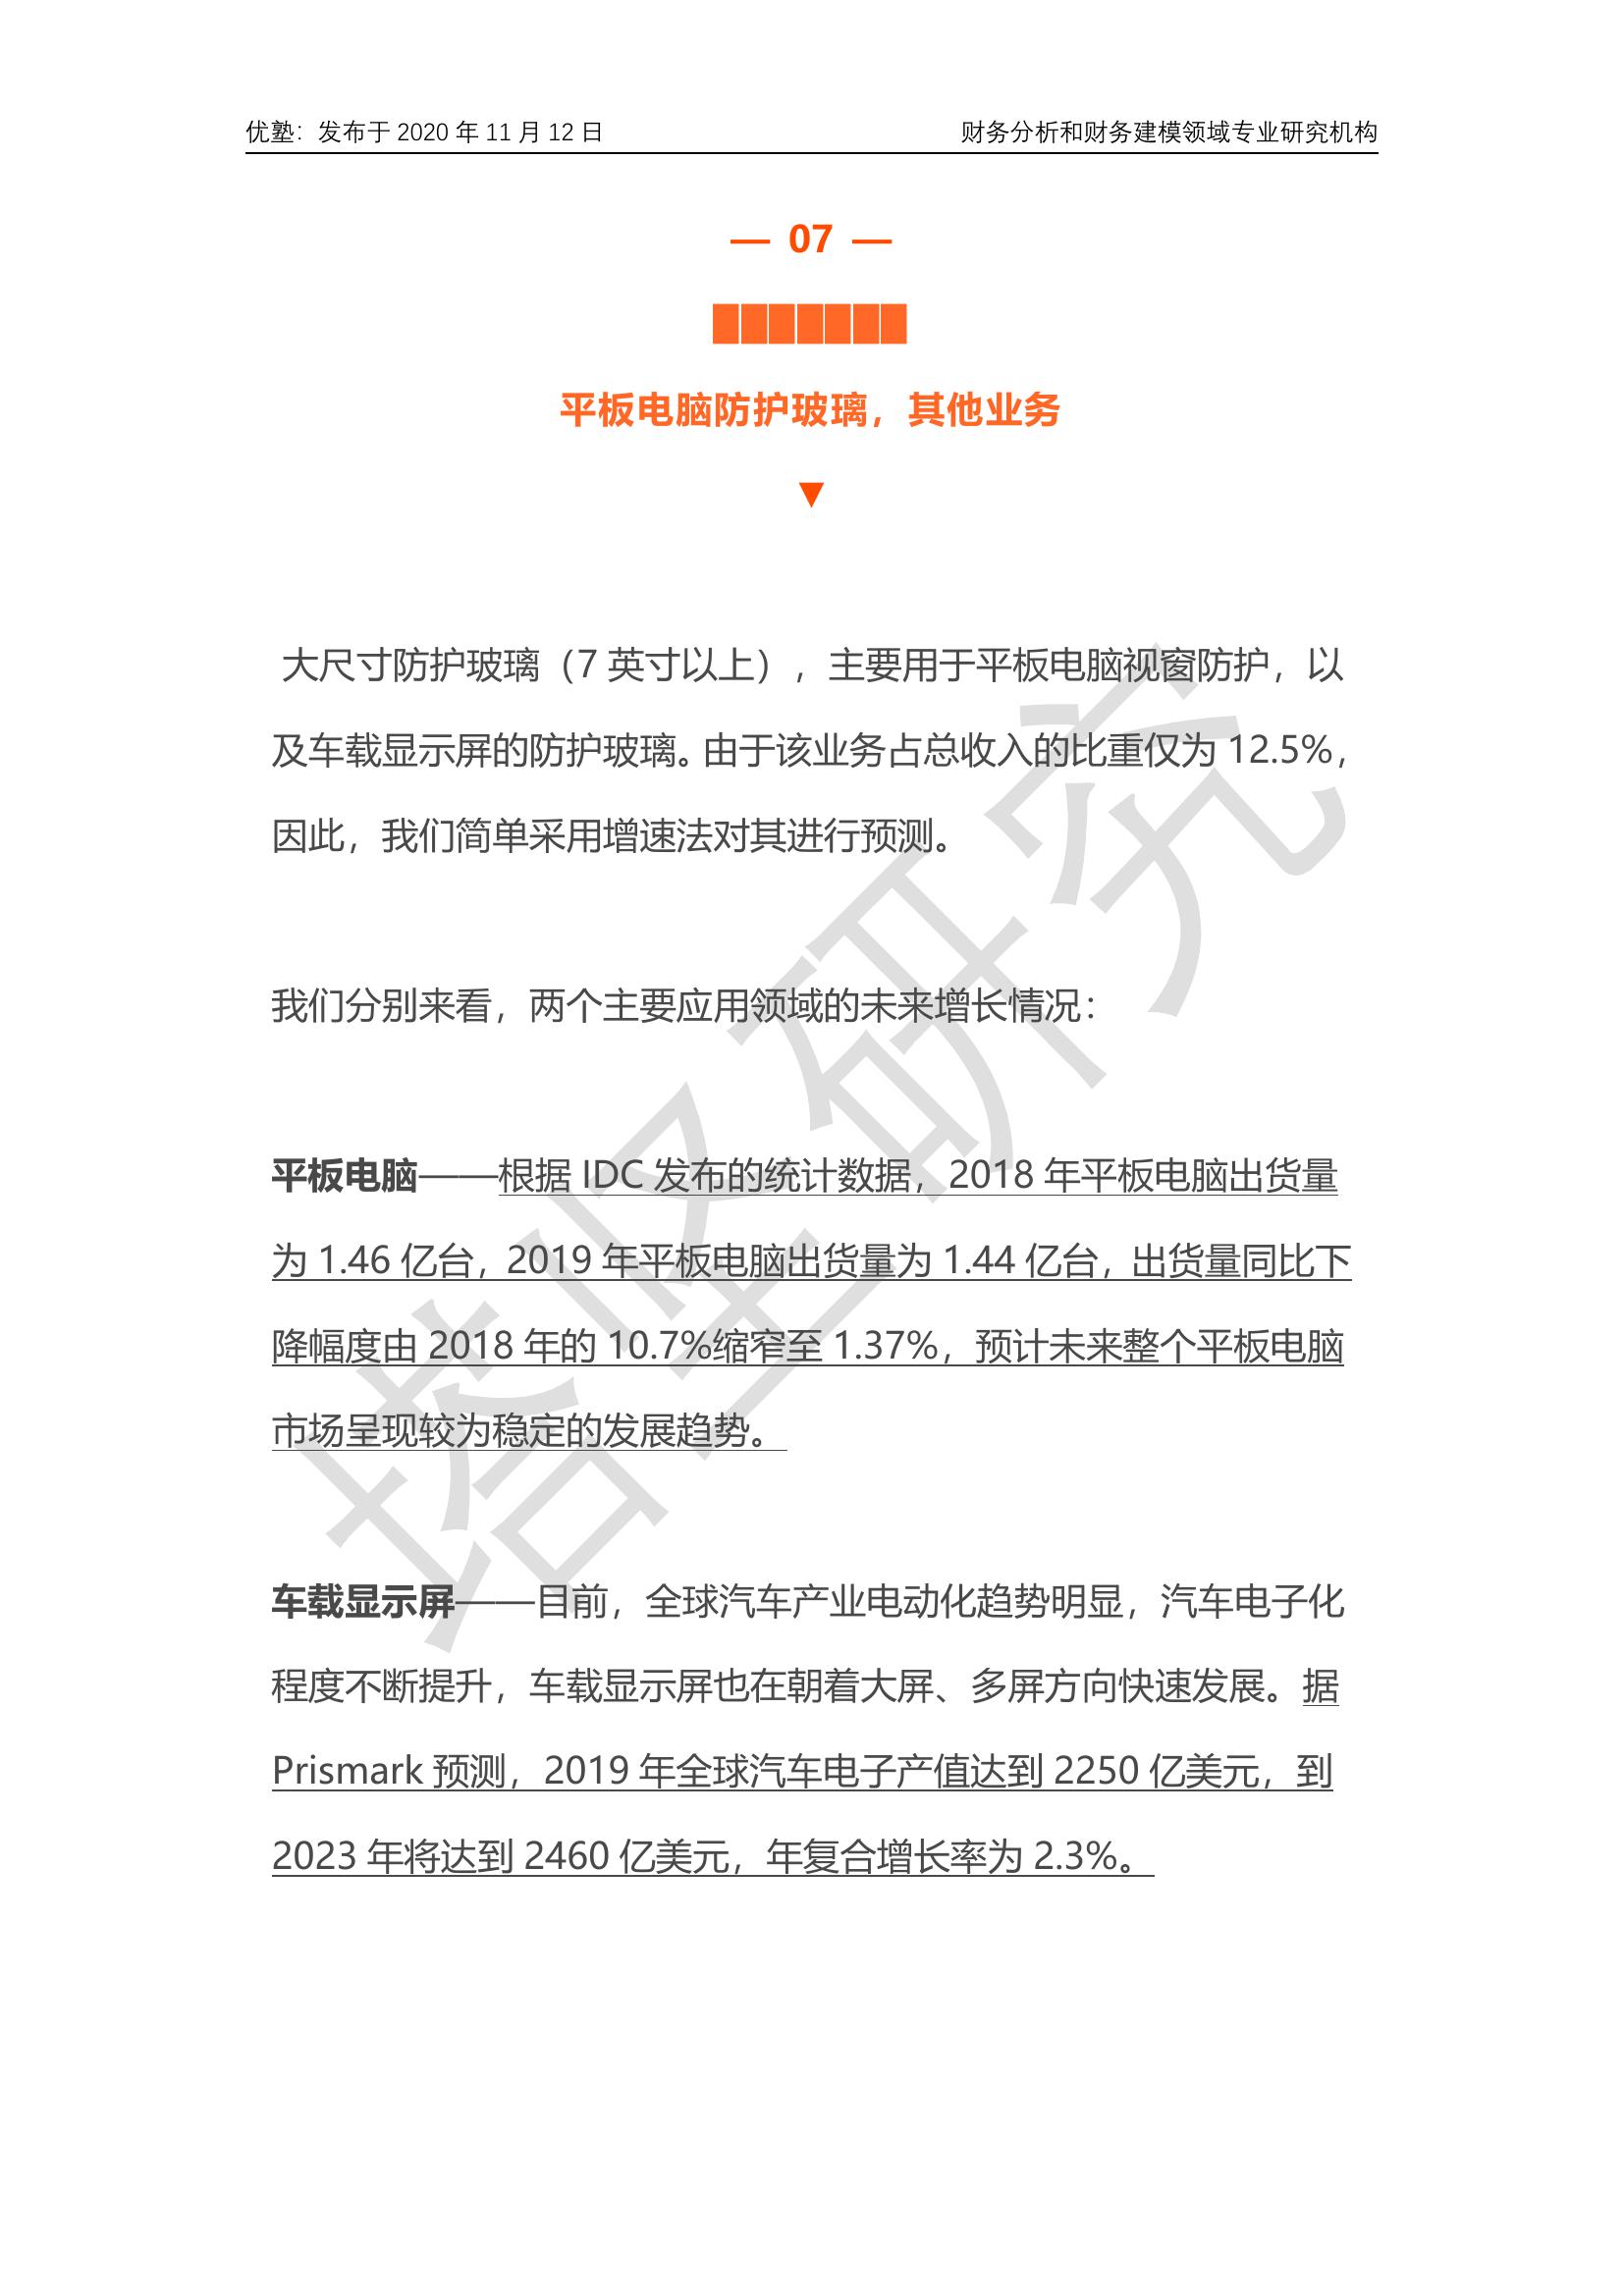 优塾：发布于 2020 年 11 月 12 日 财务分析和财务建模领域专业研究机构
— 07 —
███████
平板电脑防护玻璃，其他业务
▼
大尺寸防护玻璃（7 英寸以上），主要用于平板电脑视窗防护，以
及车载显示屏的防护玻璃。由于该业务占总收入的比重仅为 12.5%，
因此，我们简单采用增速法对其进行预测。
我们分别来看，两个主要应用领域的未来增长情况：
平板电脑——根据 IDC 发布的统计数据，2018 年平板电脑出货量
为 1.46 亿台，2019 年平板电脑出货量为 1.44 亿台，出货量同比下
降幅度由 2018 年的 10.7%缩窄至 1.37%，预计未来整个平板电脑
市场呈现较为稳定的发展趋势。
车载显示屏——目前，全球汽车产业电动化趋势明显，汽车电子化
程度不断提升，车载显示屏也在朝着大屏、多屏方向快速发展。据
Prismark 预测，2019 年全球汽车电子产值达到 2250 亿美元，到
2023 年将达到 2460 亿美元，年复合增长率为 2.3%。
塔坚研究